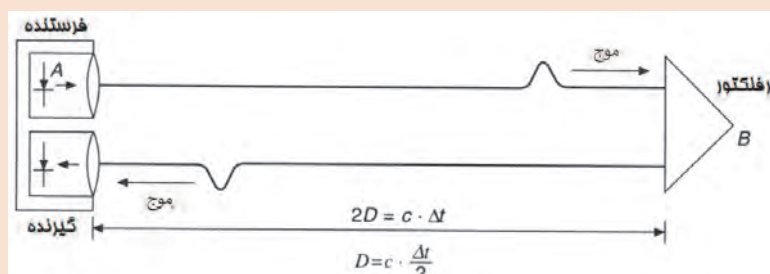 فرستنده
A
موج
رفلکتور
B
موج
گیرنده
2D = c · Δt
D=c · Δt/2